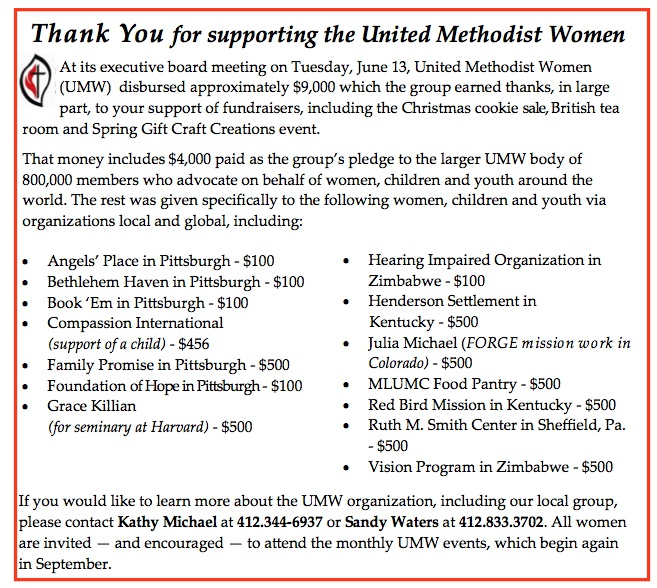 Thank You for supporting the United Methodist Women
At its executive board meeting on Tuesday, June 13, United Methodist Women
(UMW) disbursed approximately $9,000 which the group earned thanks, in large
part, to your support of fundraisers, including the Christmas cookie sale, British tea
room and Spring Gift Craft Creations event.
That money includes $4,000 paid as the group's pledge to the larger UMW body of
800,000 members who advocate on behalf of women, children and youth around the
world. The rest was given specifically to the following women, children and youth via
organizations local and global, including:
• Angels' Place in Pittsburgh - $100
• Bethlehem Haven in Pittsburgh - $100
• Book 'Em in Pittsburgh - $100
• Compassion International
(support of a child) - $456
• Family Promise in Pittsburgh - $500
• Foundation of Hope in Pittsburgh - $100
• Grace Killian
(for seminary at Harvard) - $500
• Hearing Impaired Organization in
Zimbabwe - $100
• Henderson Settlement in
Kentucky - $500
• Julia Michael (FORGE mission work in
Colorado) - $500
• MLUMC Food Pantry - $500
• Red Bird Mission in Kentucky - $500
• Ruth M. Smith Center in Sheffield, Pa.
- $500
• Vision Program in Zimbabwe - $500
If you would like to learn more about the UMW organization, including our local group,
please contact Kathy Michael at 412.344-6937 or Sandy Waters at 412.833.3702. All women
are invited — and encouraged — to attend the monthly UMW events, which begin again
in September.